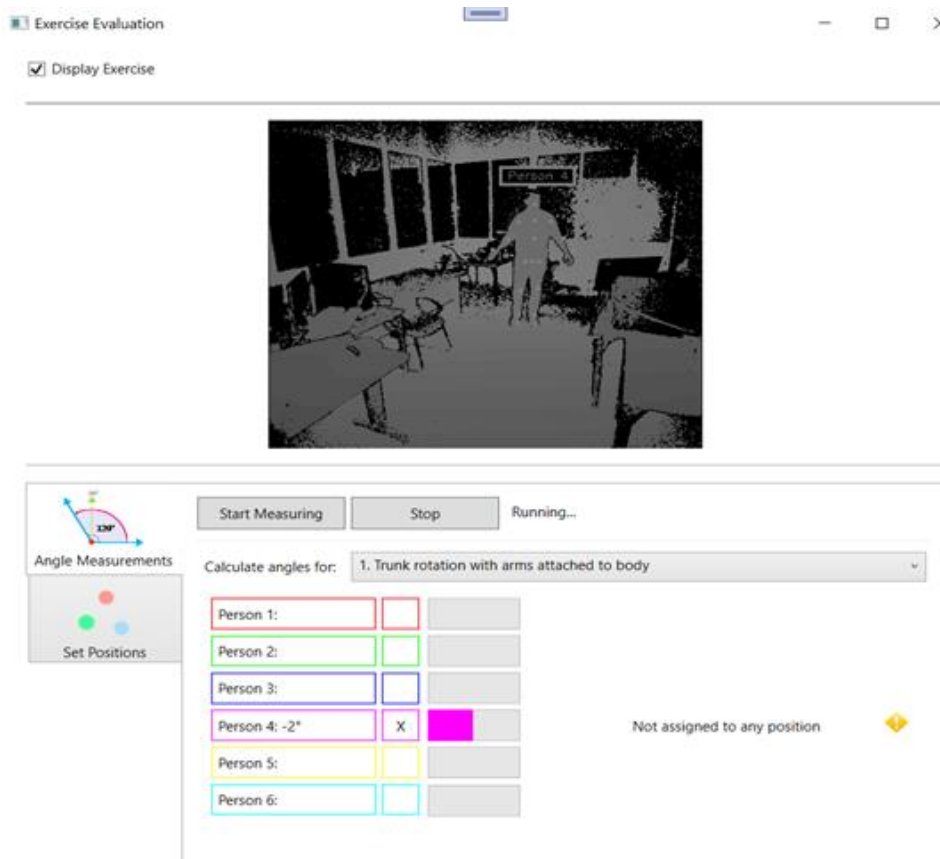 Exercise Evaluation
Display Exercise
Person 4
130°
Angle Measurements
Set Positions
Start Measuring
Stop
Running...
Calculate angles for:
1. Trunk rotation with arms attached to body
Person 1:
Person 2:
Person 3:
Person 4: -2°
X
Not assigned to any position
Person 5:
Person 6: